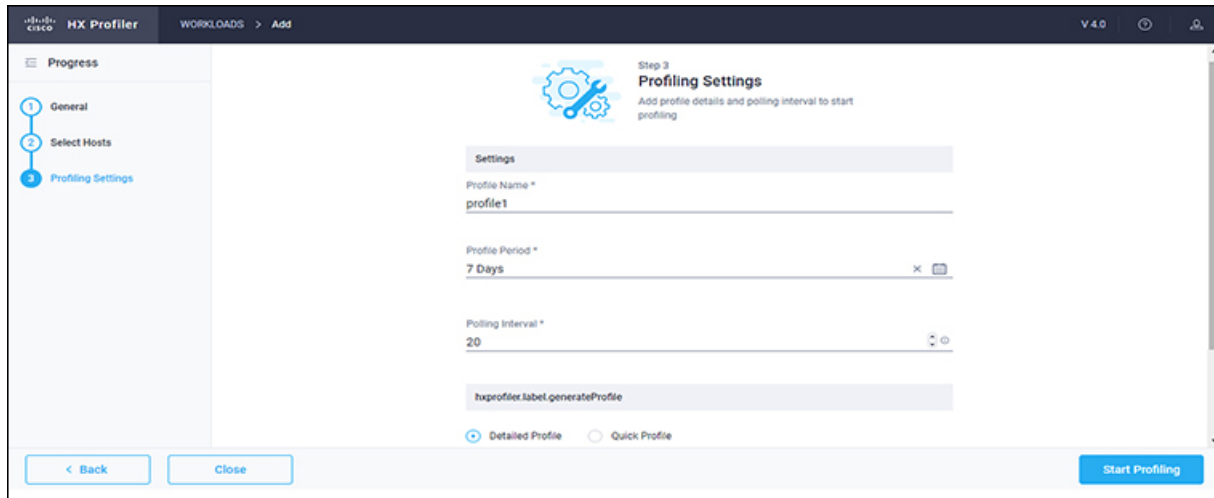 cisco HX Profiler WORKLOADS > Add V 4.0
Progress
1 General
2 Select Hosts
3 Profiling Settings
Step 3
Profiling Settings
Add profile details and polling interval to start
profiling
Settings
Profile Name *
profile1
Profile Period *
7 Days
Polling Interval *
20
hxprofiler.label.generateProfile
Detailed Profile Quick Profile
< Back Close Start Profiling